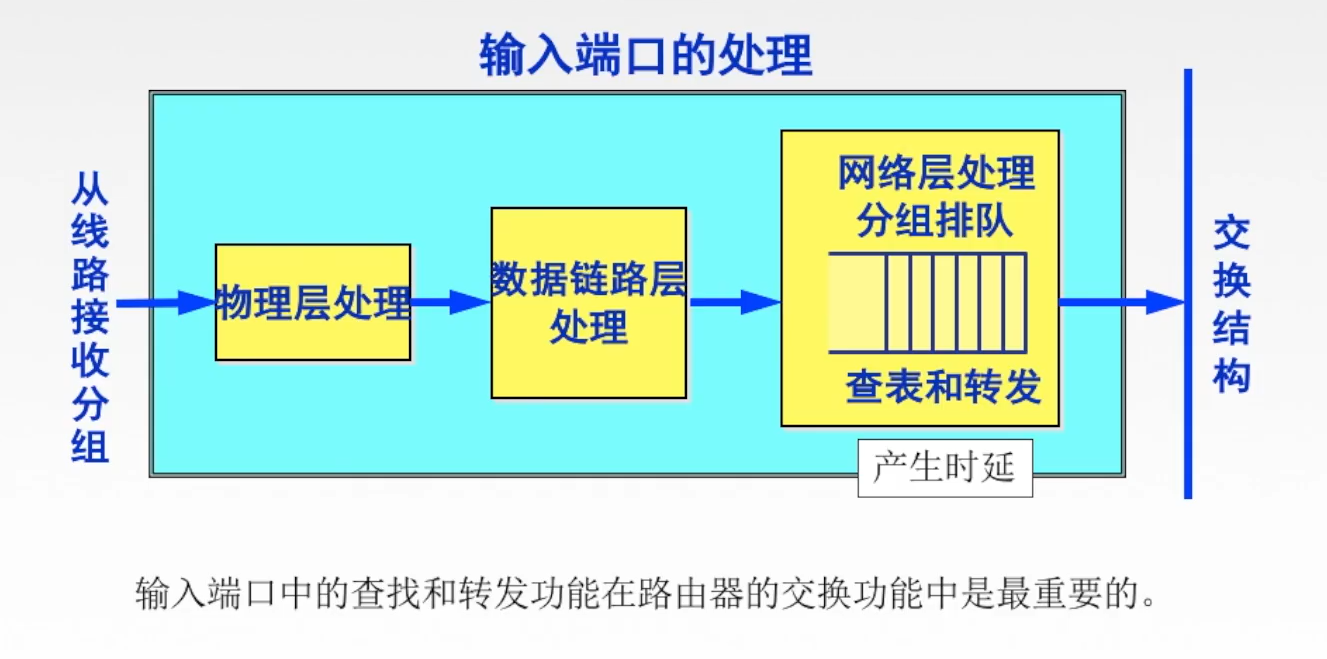 输入端口的处理
从线路接收分组
物理层处理
数据链路层
处理
网络层处理
分组排队
查表和转发
产生时延
交换结构
输入端口中的查找和转发功能在路由器的交换功能中是最重要的。